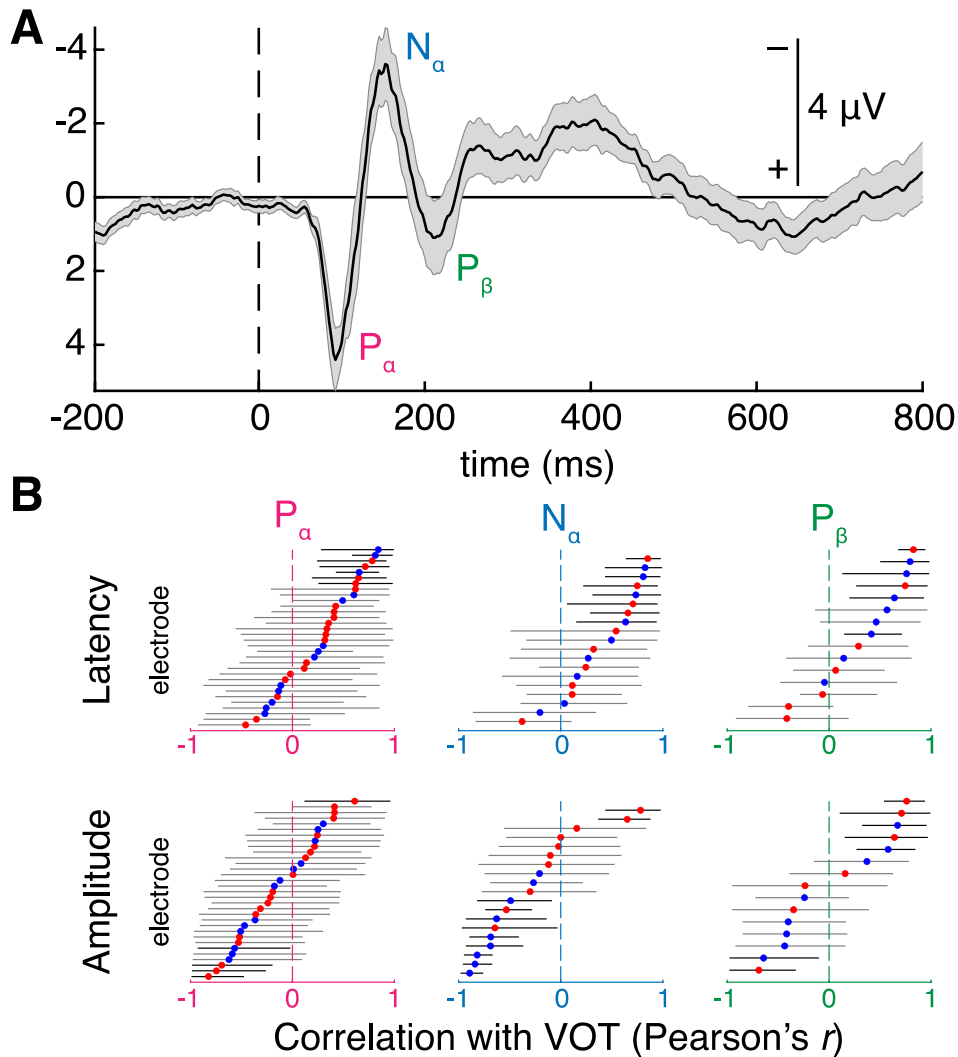 A
-4
-2
0
2
4
Nα
Pβ
Pα
−
4 µV
+
-200 0 200 400 600 800
time (ms)
B
Pα Nα Pβ
Latency
electrode
-1 0 1 -1 0 1 -1 0 1
Amplitude
electrode
-1 0 1 -1 0 1 -1 0 1
Correlation with VOT (Pearson's r)